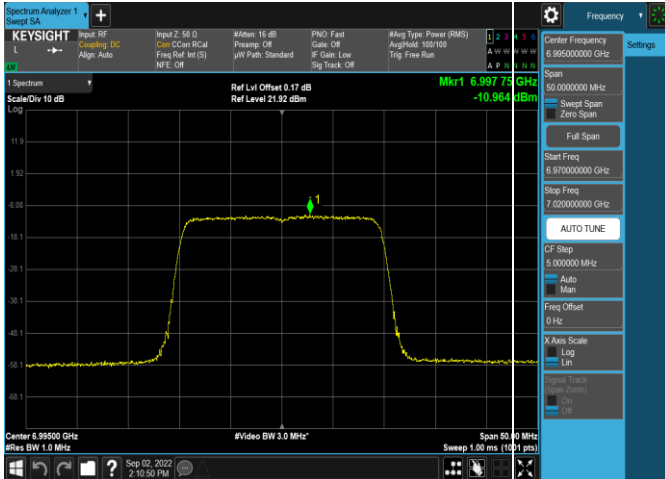 Spectrum Analyzer 1
Swept SA
+
Frequency
KEYSIGHT
L
LV
Input: RF
Coupling: DC
Align: Auto
Input Z: 50 Ω
Corr CCorr RCal
Freq Ref: Int (S)
NFE: Off
#Atten: 16 dB
Preamp: Off
µW Path: Standard
PNO: Fast
Gate: Off
IF Gain: Low
Sig Track: Off
#Avg Type: Power (RMS)
Avg|Hold: 100/100
Trig: Free Run
1 2 3 4 5 6
A W W W W W
A P N N N N
1 Spectrum
Scale/Div 10 dB
Log
Ref Lvl Offset 0.17 dB
Ref Level 21.92 dBm
Mkr1 6.997 75 GHz
-10.964 dBm
11.9
1.92
-8.08
-18.1
-28.1
-38.1
-48.1
-58.1
-68.1
1
Center 6.99500 GHz
#Res BW 1.0 MHz
#Video BW 3.0 MHz*
Span 50.00 MHz
Sweep 1.00 ms (1001 pts)
Sep 02, 2022
2:10:50 PM
?
Center Frequency
6.995000000 GHz
Settings
Span
50.0000000 MHz
Swept Span
Zero Span
Full Span
Start Freq
6.970000000 GHz
Stop Freq
7.020000000 GHz
AUTO TUNE
CF Step
5.000000 MHz
Auto
Man
Freq Offset
0 Hz
X Axis Scale
Log
Lin
Signal Track
(Span Zoom)
On
Off